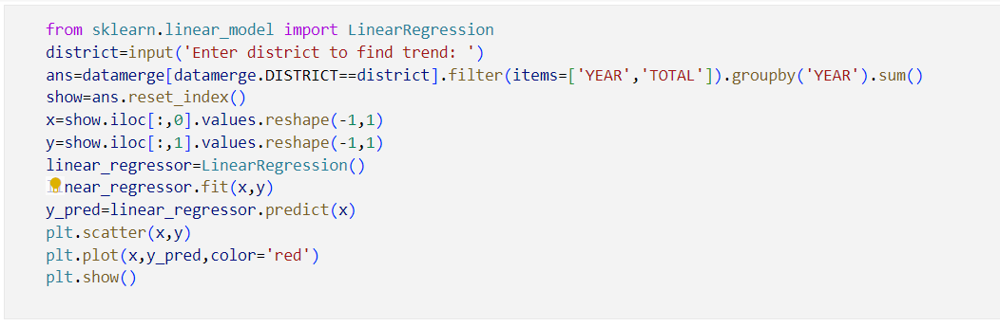 from sklearn.linear_model import LinearRegression
district=input('Enter district to find trend: ')
ans=datamerge[datamerge.DISTRICT==district].filter(items=['YEAR','TOTAL']).groupby('YEAR').sum()
show=ans.reset_index()
x=show.iloc[:,0].values.reshape(-1,1)
y=show.iloc[:,1].values.reshape(-1,1)
linear_regressor=LinearRegression()
near_regressor.fit(x,y)
y_pred=linear_regressor.predict(x)
plt.scatter(x,y)
plt.plot(x,y_pred,color='red')
plt.show()